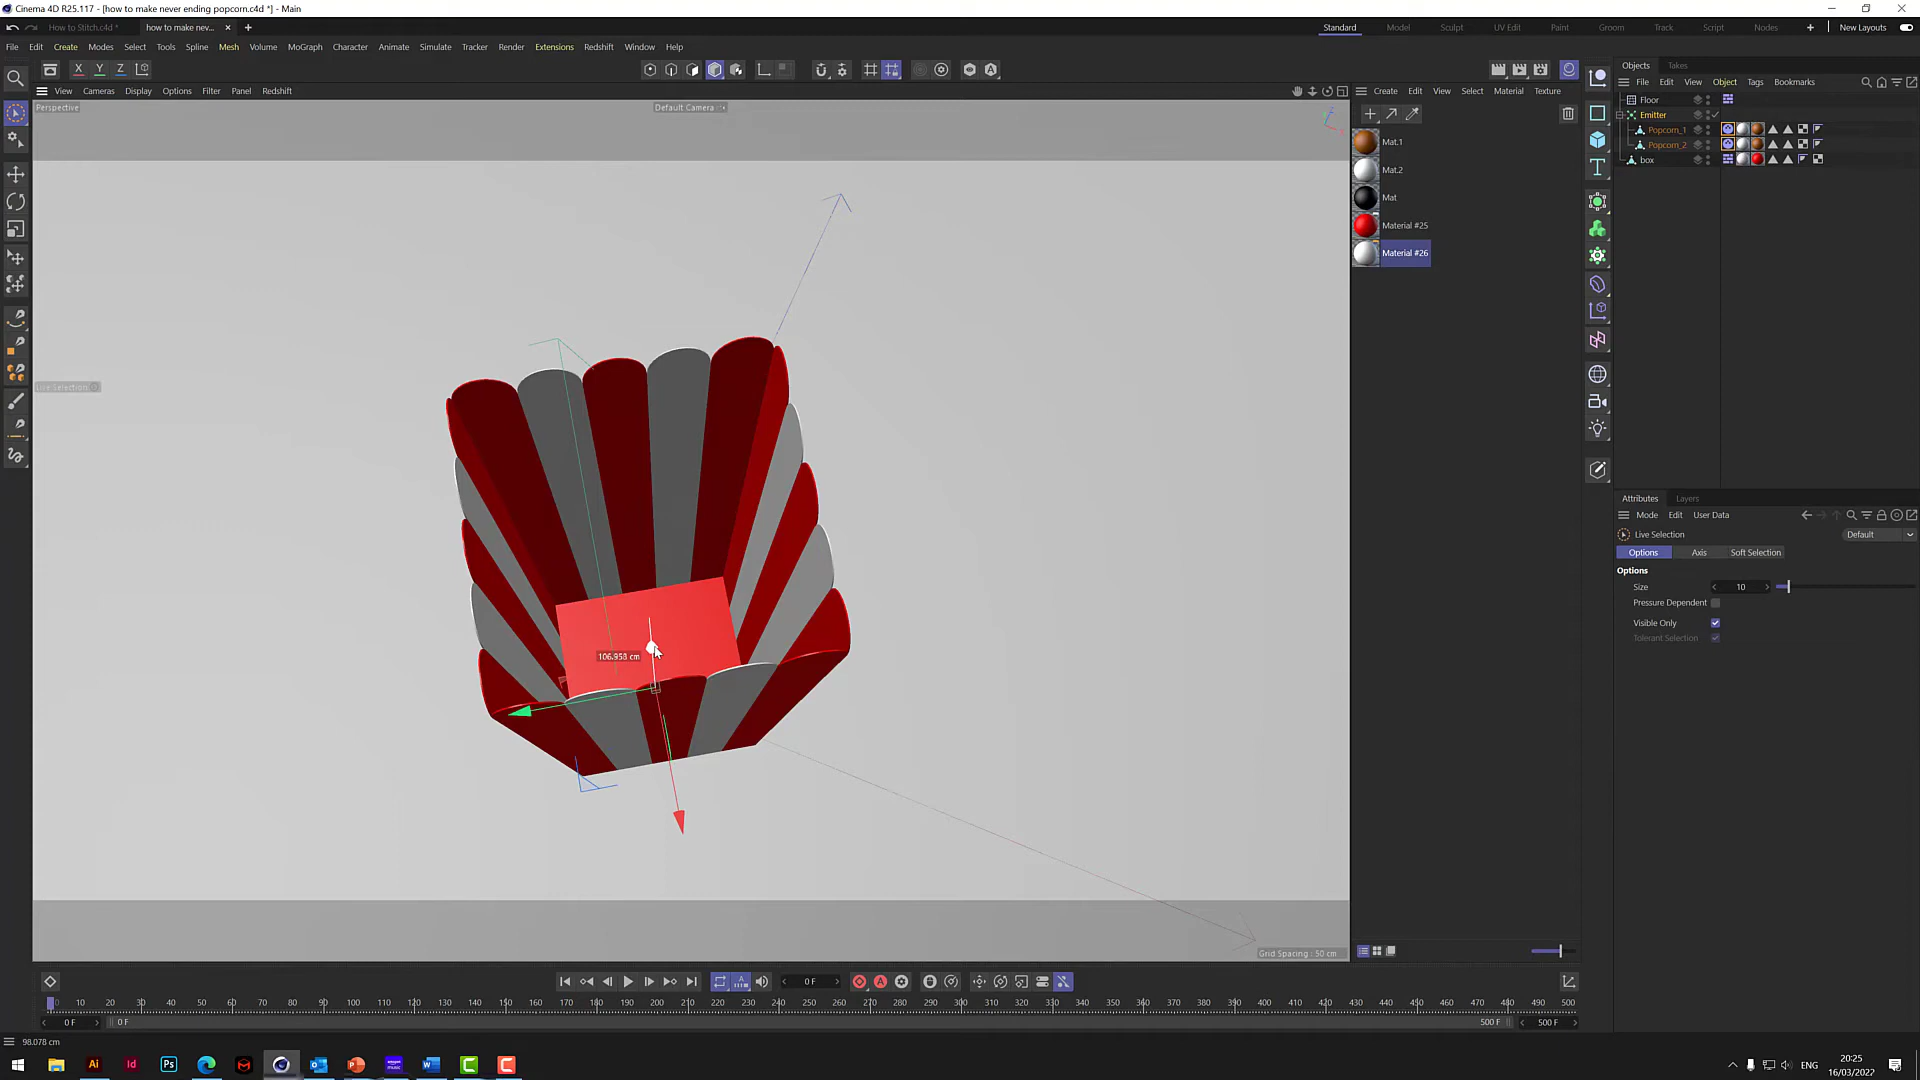 Cinema 4D R25.117 - [how to make never ending popcorn.c4d *] - Main
How to Stitch.c4d *
how to make nev...
Standard
Model
Sculpt
UV Edit
Paint
Groom
Track
Script
Nodes
New Layouts
File
Edit
Create
Modes
Select
Tools
Spline
Mesh
Volume
MoGraph
Character
Animate
Simulate
Tracker
Render
Extensions
Redshift
Window
Help
Objects
Takes
View
Cameras
Display
Options
Filter
Panel
Redshift
Create
Edit
View
Select
Material
Texture
File
Edit
View
Object
Tags
Bookmarks
Perspective
Default Camera
Floor
Emitter
Popcorn_1
Popcorn_2
box
Mat.1
Mat.2
Mat
Material #25
Material #26
Live Selection
106.958 cm
Attributes
Layers
Mode
Edit
User Data
Live Selection
Default
Options
Axis
Soft Selection
Options
Size
10
Pressure Dependent
Visible Only
Tolerant Selection
Grid Spacing : 50 cm
0 F
0 10 20 30 40 50 60 70 80 90 100 110 120 130 140 150 160 170 180 190 200 210 220 230 240 250 260 270 280 290 300 310 320 330 340 350 360 370 380 390 400 410 420 430 440 450 460 470 480 490 500
0 F
0 F
500 F
500 F
98.078 cm
ENG
20:25
16/03/2022